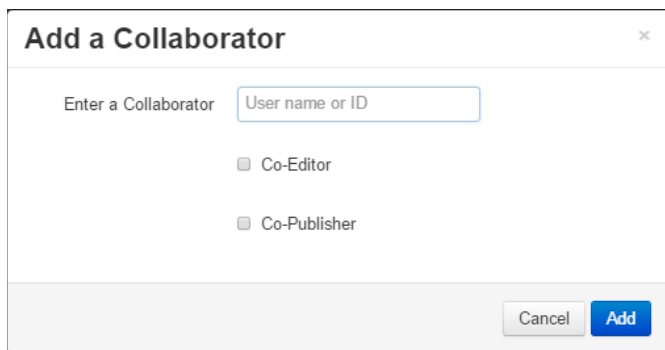 Add a Collaborator ×
Enter a Collaborator User name or ID
Co-Editor
Co-Publisher
Cancel Add